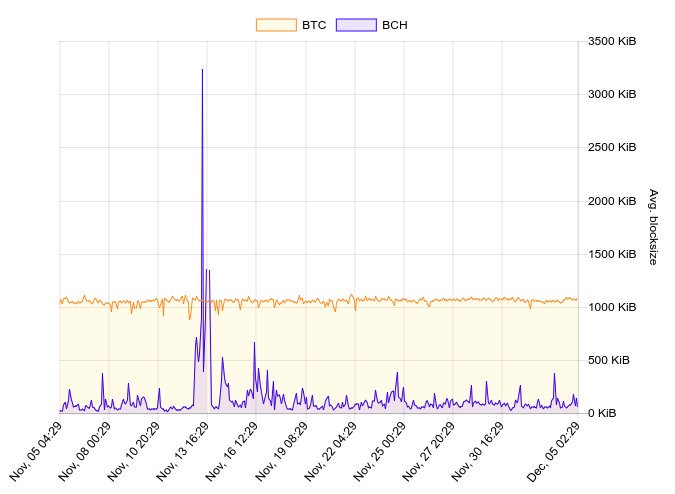 BTC BCH
3500 KiB
3000 KiB
2500 KiB
2000 KiB
1500 KiB
1000 KiB
500 KiB
0 KiB
Avg. blocksize
Nov, 05 04:29
Nov, 08 00:29
Nov, 10 20:29
Nov, 13 16:29
Nov, 16 12:29
Nov, 19 08:29
Nov, 22 04:29
Nov, 25 00:29
Nov, 27 20:29
Nov, 30 16:29
Dec, 05 02:29